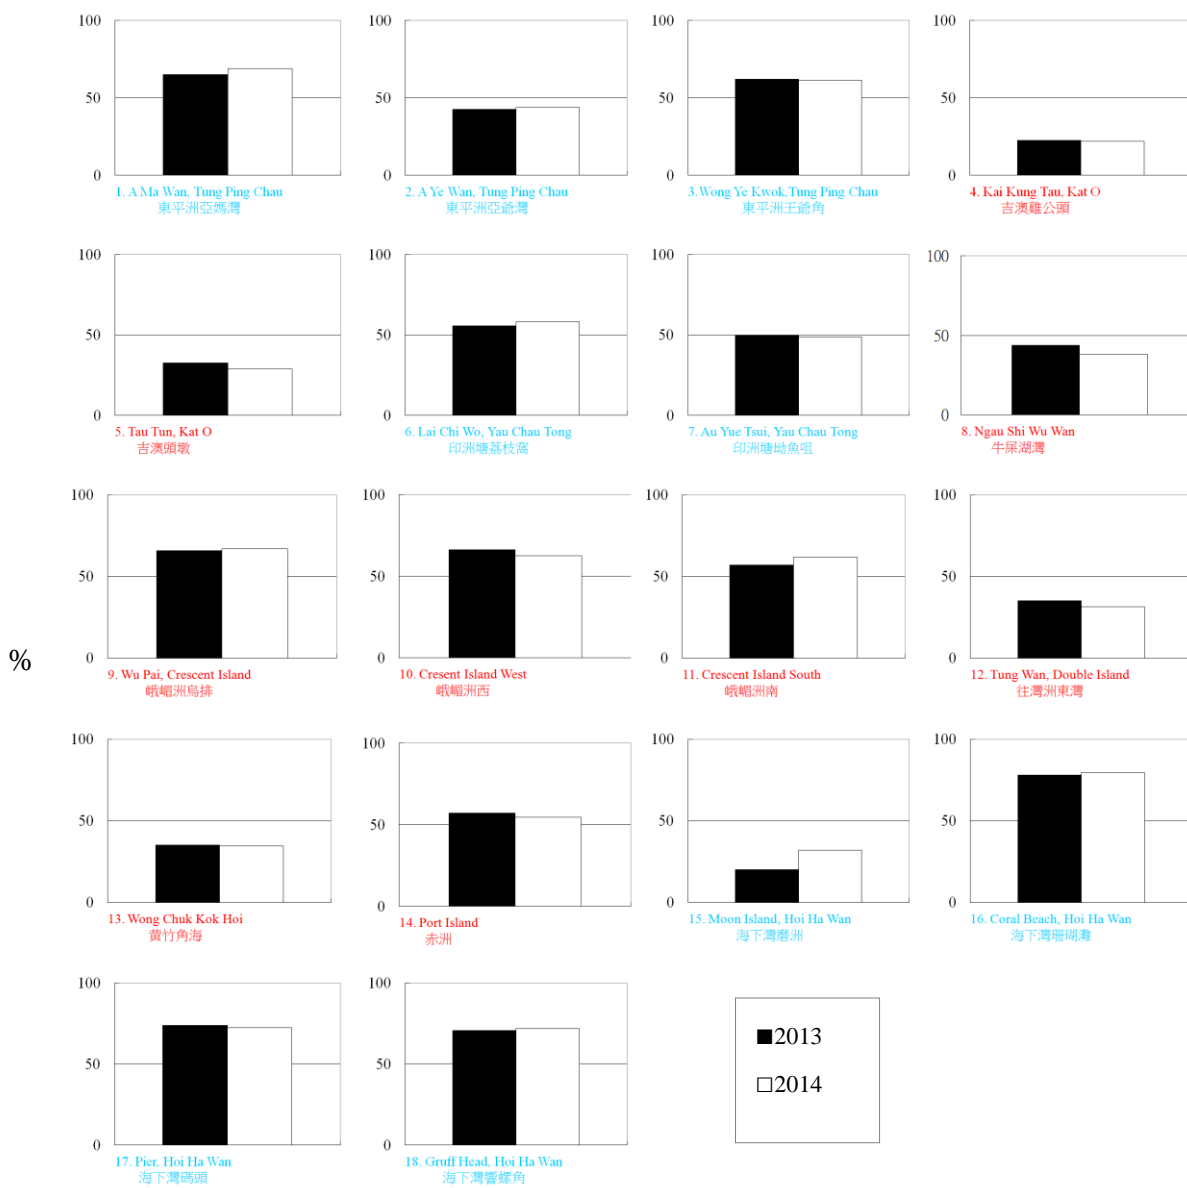 100
50
0
1. A Ma Wan, Tung Ping Chau
東平洲亞媽灣
100
50
0
2. A Ye Wan, Tung Ping Chau
東平洲亞爺灣
100
50
0
3.Wong Ye Kwok,Tung Ping Chau
東平洲王爺角
100
50
0
4. Kai Kung Tau, Kat O
吉澳雞公頭
100
50
0
5. Tau Tun, Kat O
吉澳頭墩
100
50
0
6. Lai Chi Wo, Yau Chau Tong
印洲塘荔枝窩
100
50
0
7. Au Yue Tsui, Yau Chau Tong
印洲塘坳魚咀
100
50
0
8. Ngau Shi Wu Wan
牛屎湖灣
%
100
50
0
9. Wu Pai, Crescent Island
峨嵋洲烏排
100
50
0
10. Cresent Island West
峨嵋洲西
100
50
0
11. Crescent Island South
峨嵋洲南
100
50
0
12. Tung Wan, Double Island
往灣洲東灣
100
50
0
13. Wong Chuk Kok Hoi
黃竹角海
100
50
0
14. Port Island
赤洲
100
50
0
15. Moon Island, Hoi Ha Wan
海下灣磨洲
100
50
0
16. Coral Beach, Hoi Ha Wan
海下灣珊瑚灘
100
50
0
17. Pier, Hoi Ha Wan
海下灣碼頭
100
50
0
18. Gruff Head, Hoi Ha Wan
海下灣響螺角
2013
2014